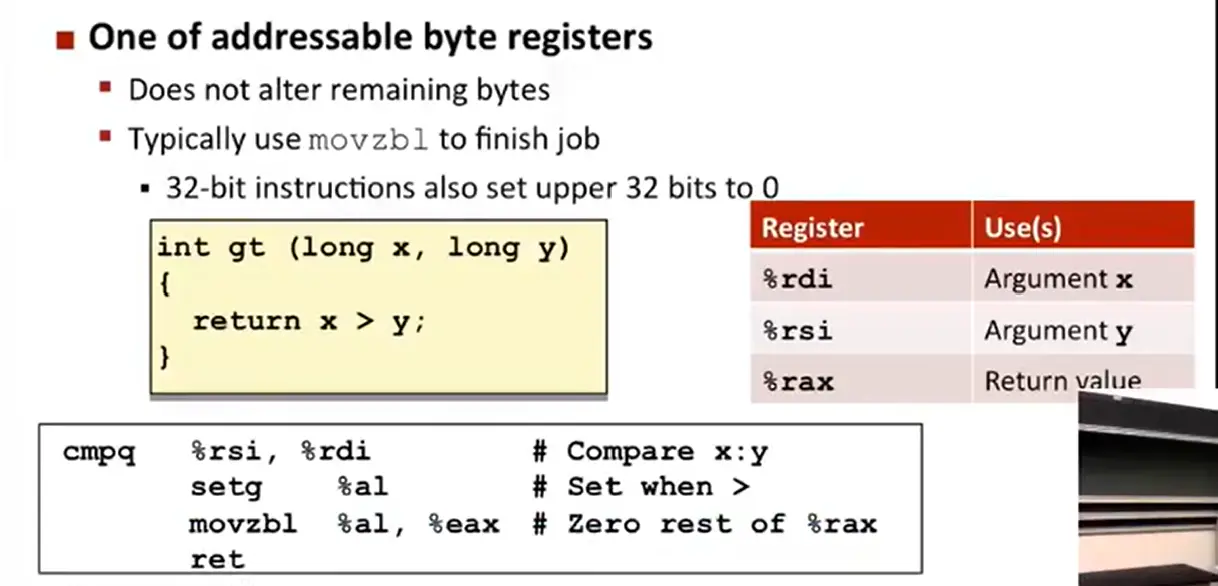 One of addressable byte registers
Does not alter remaining bytes
Typically use movzbl to finish job
32-bit instructions also set upper 32 bits to 0
int gt (long x, long y)
{
return x > y;
}
Register Use(s)
%rdi Argument x
%rsi Argument y
%rax Return value
cmpq %rsi, %rdi # Compare x:y
setg %al # Set when >
movzbl %al, %eax # Zero rest of %rax
ret